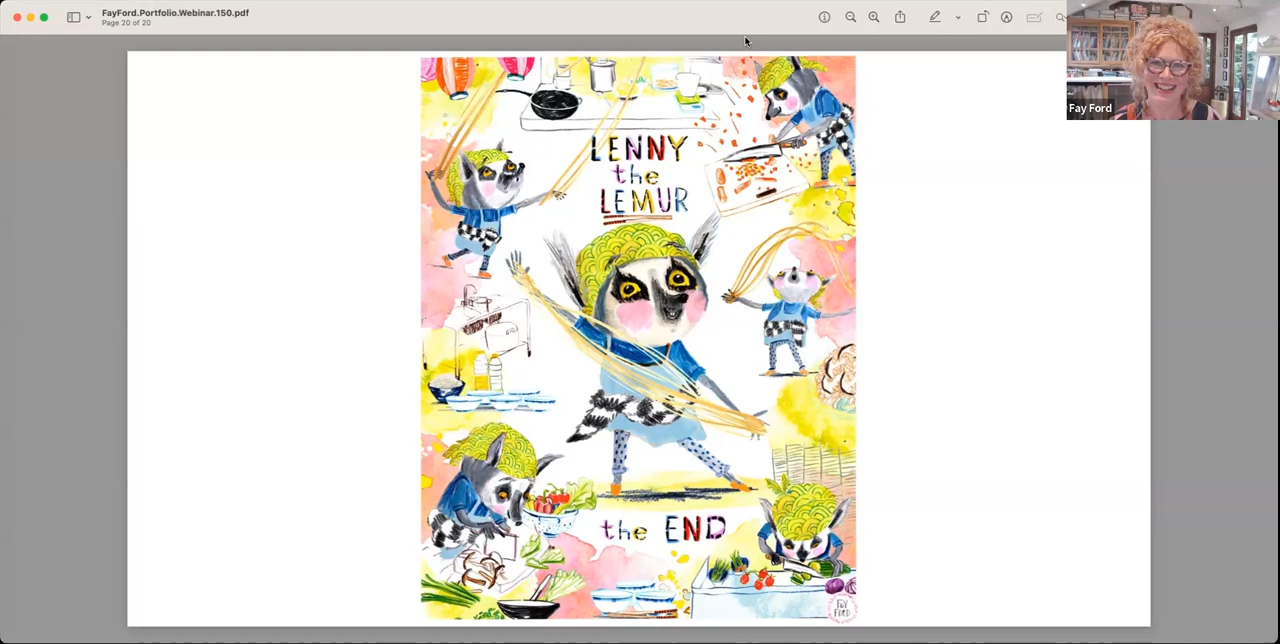 FayFord.Portfolio.Webinar.150.pdf
Page 20 of 20
Fay Ford
LENNY
the
LEMUR
the END
FAY
FORD